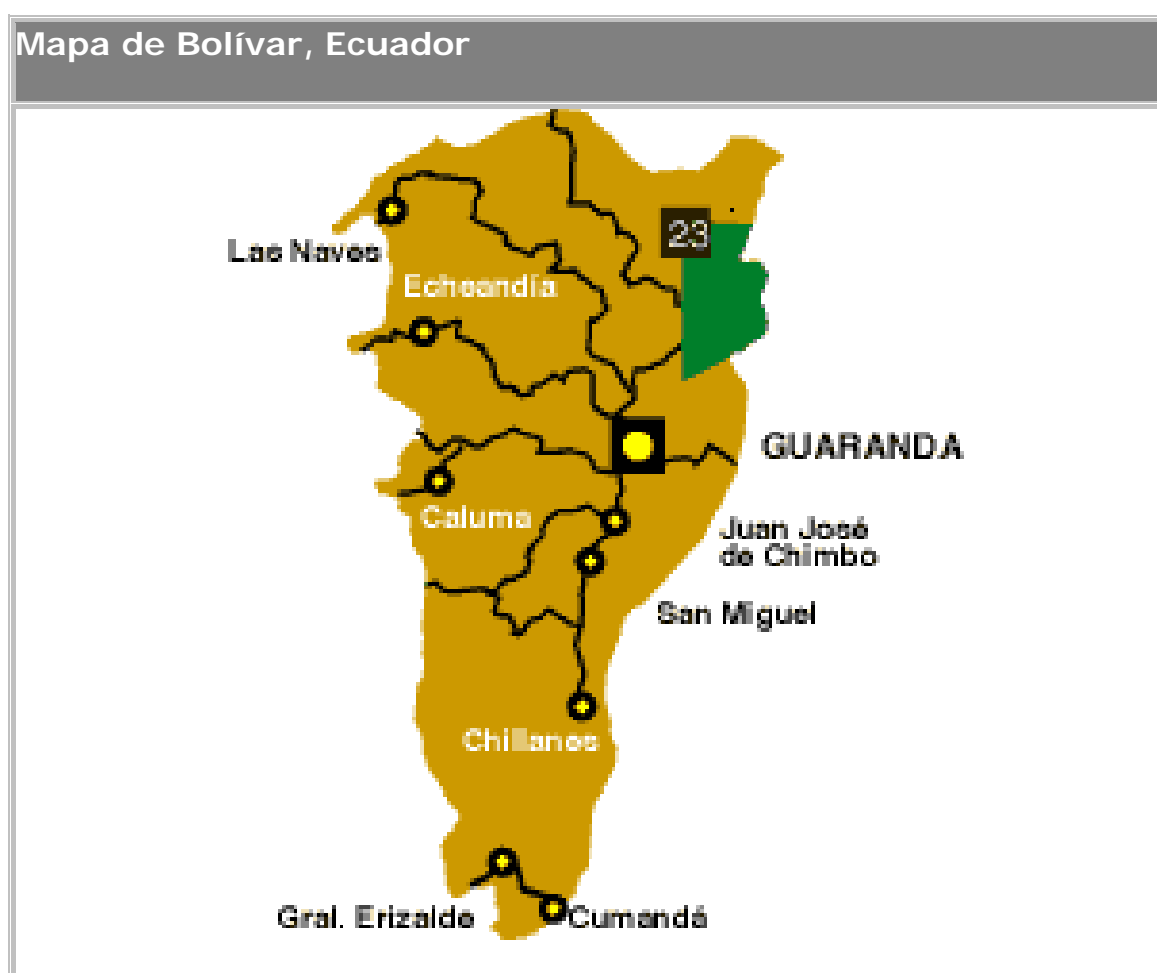 Mapa de Bolívar, Ecuador
23
Las Naves
Echeandía
GUARANDA
Caluma
Juan José
de Chimbo
San Miguel
Chillanes
Gral. Erizalde
Cumandá